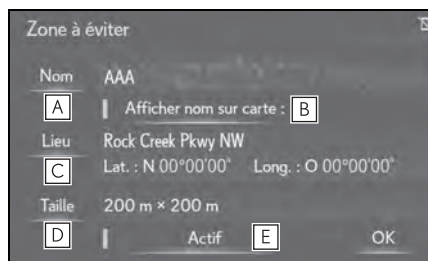 Zone à éviter
Nom AAA
A Afficher nom sur carte : B
Lieu Rock Creek Pkwy NW
C Lat. : N 00°00'00" Long. : O 00°00'00"
Taille 200 m × 200 m
D Actif E OK